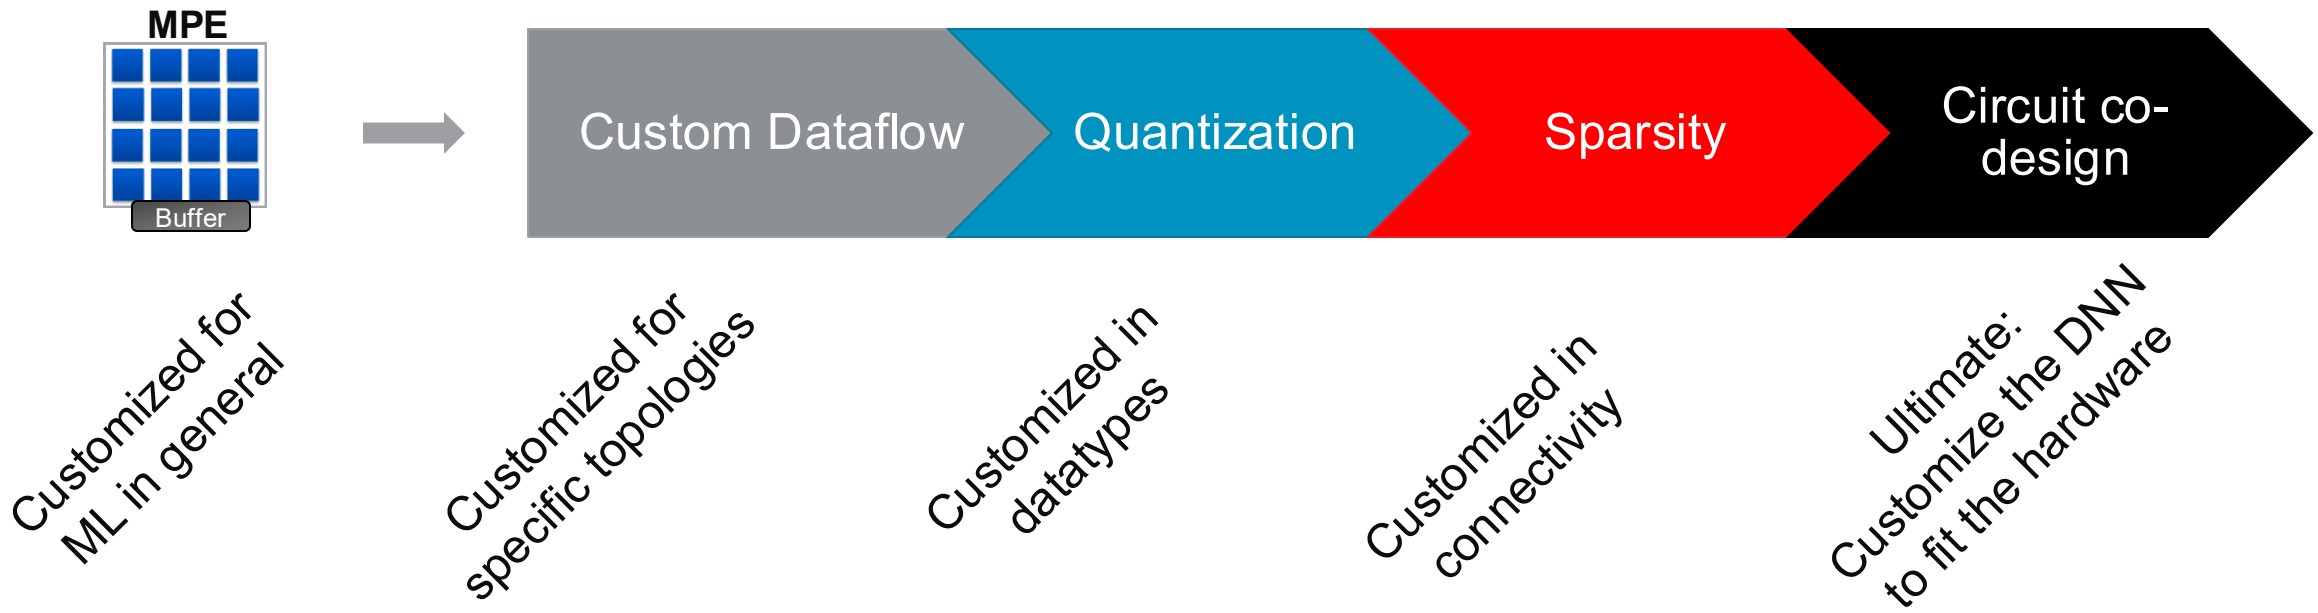 MPE
Buffer
Custom Dataflow
Quantization
Sparsity
Circuit co-
design
Customized for
ML in general
Customized for
specific topologies
Customized in
datatypes
Customized in
connectivity
Ultimate:
Customize the DNN
to fit the hardware